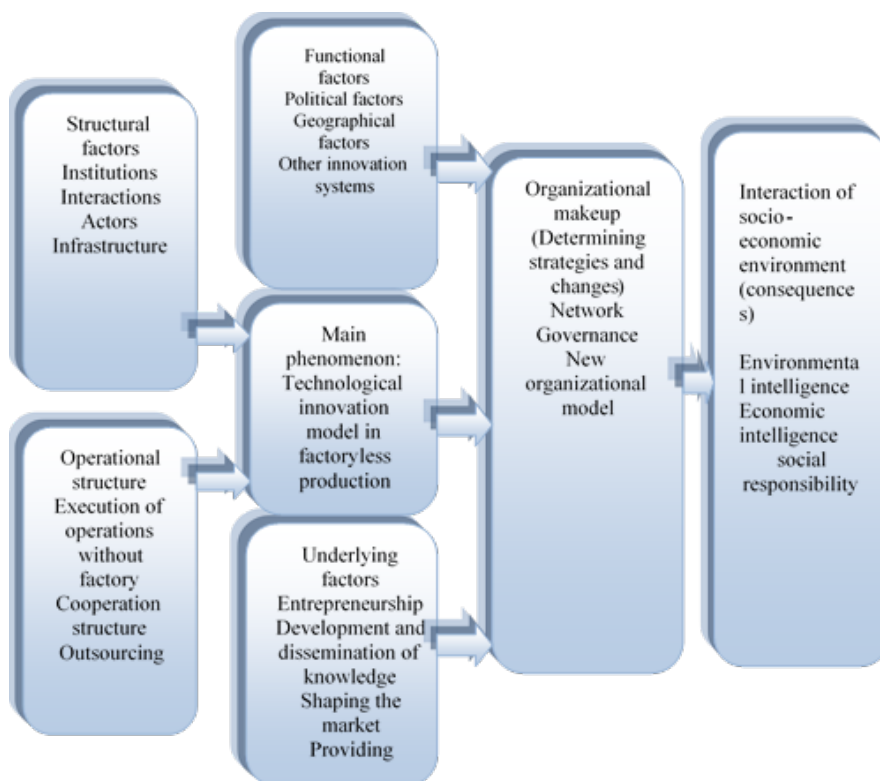 Structural
factors
Institutions
Interactions
Actors
Infrastructure
Operational
structure
Execution of
operations
without
factory
Cooperation
structure
Outsourcing
Functional
factors
Political factors
Geographical
factors
Other innovation
systems
Main
phenomenon:
Technological
innovation
model in
factoryless
production
Underlying
factors
Entrepreneurship
Development and
dissemination of
knowledge
Shaping the
market
Providing
Organizational
makeup
(Determining
strategies and
changes)
Network
Governance
New
organizational
model
Interaction of
socio-
economic
environment
(consequence
s)
Environmenta
l intelligence
Economic
intelligence
social
responsibility